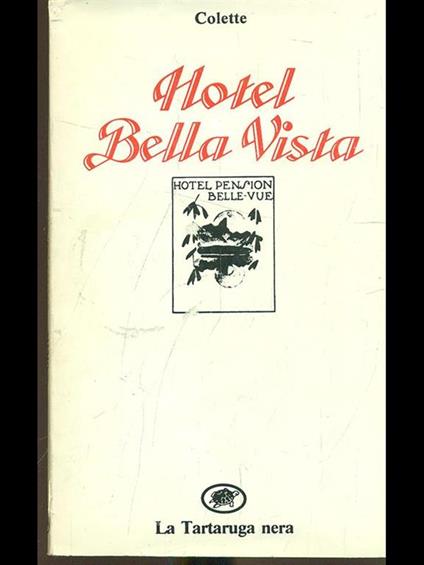 Colette
Hotel
Bella Vista
HOTEL PENSION
BELLE-VUE
La Tartaruga nera